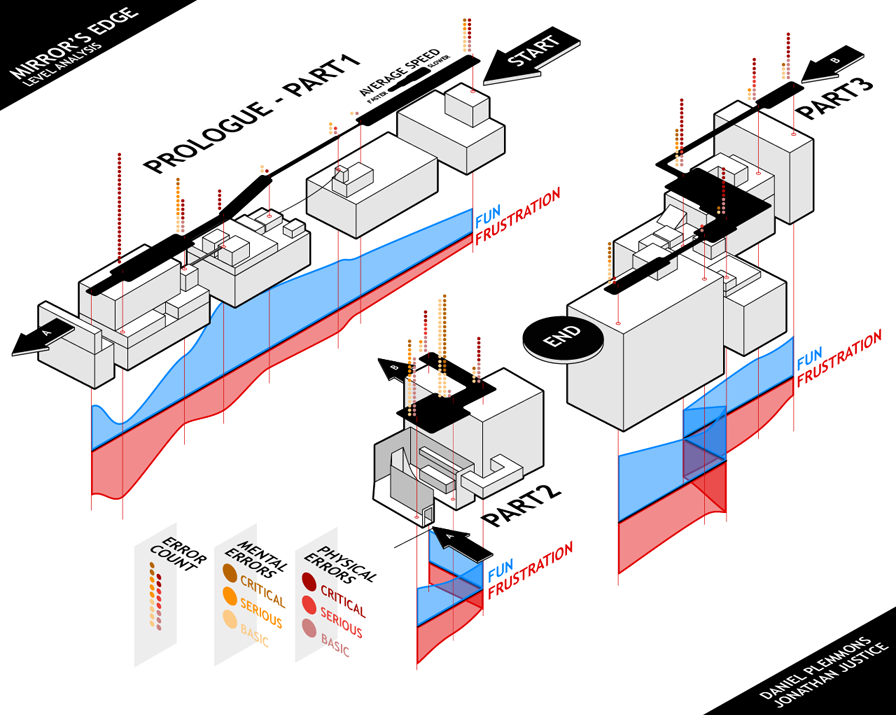 MIRROR'S EDGE
LEVEL ANALYSIS
PROLOGUE - PART1
AVERAGE SPEED
FASTER
SLOWER
START
FUN
FRUSTRATION
A
B
PART3
END
FUN
FRUSTRATION
B
PART2
A
FUN
FRUSTRATION
ERROR
COUNT
MENTAL
ERRORS
CRITICAL
SERIOUS
BASIC
PHYSICAL
ERRORS
CRITICAL
SERIOUS
BASIC
DANIEL PLEMMONS
JONATHAN JUSTICE